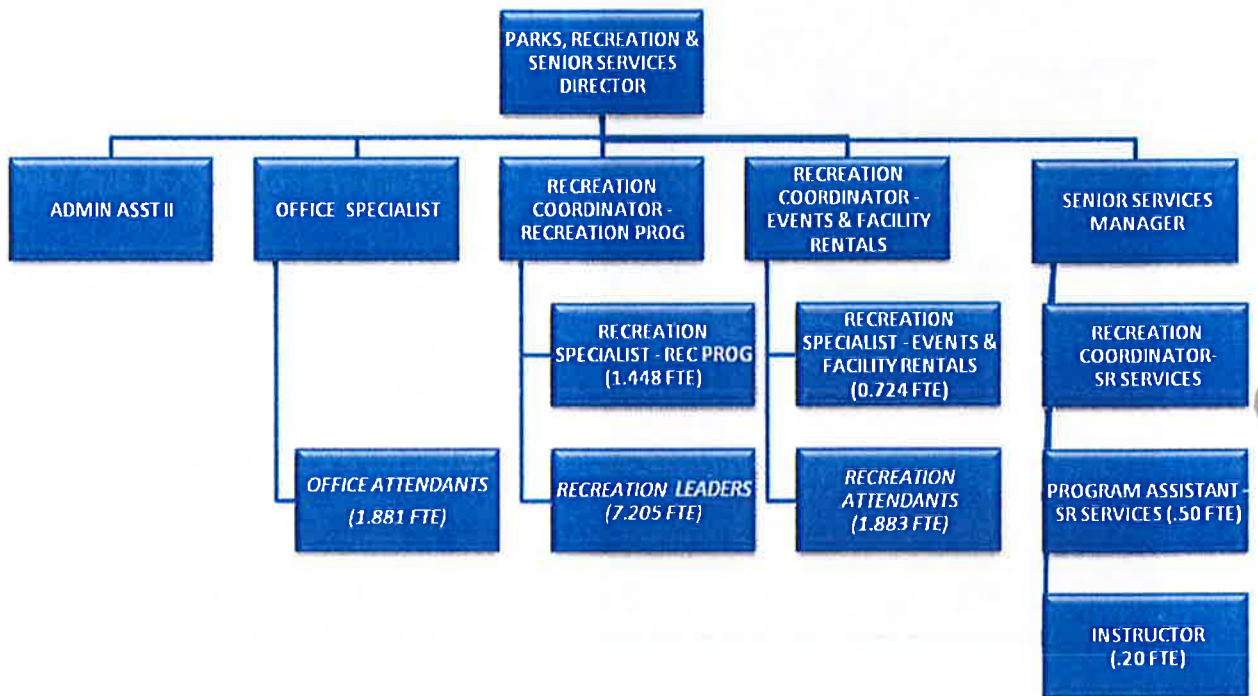 PARKS, RECREATION &
SENIOR SERVICES
DIRECTOR
ADMIN ASST II
OFFICE SPECIALIST
RECREATION
COORDINATOR -
RECREATION PROG
RECREATION
COORDINATOR -
EVENTS & FACILITY
RENTALS
SENIOR SERVICES
MANAGER
RECREATION
SPECIALIST - REC PROG
(1.448 FTE)
RECREATION
SPECIALIST - EVENTS &
FACILITY RENTALS
(0.724 FTE)
RECREATION
COORDINATOR-
SR SERVICES
OFFICE ATTENDANTS
(1.881 FTE)
RECREATION LEADERS
(7.205 FTE)
RECREATION
ATTENDANTS
(1.883 FTE)
PROGRAM ASSISTANT -
SR SERVICES (.50 FTE)
INSTRUCTOR
(.20 FTE)